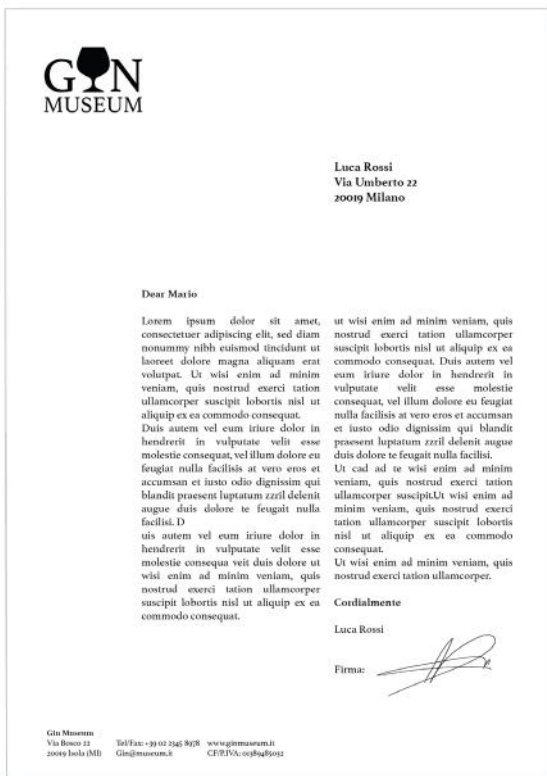 GIN
MUSEUM
Luca Rossi
Via Umberto 22
20019 Milano
Dear Mario
Lorem ipsum dolor sit amet,
consectetuer adipiscing elit, sed diam
nonummy nibh euismod tincidunt ut
laoreet dolore magna aliquam erat
volutpat. Ut wisi enim ad minim
veniam, quis nostrud exerci tation
ullamcorper suscipit lobortis nisl ut
aliquip ex ea commodo consequat.
Duis autem vel eum iriure dolor in
hendrerit in vulputate velit esse
molestie consequat, vel illum dolore eu
feugiat nulla facilisis at vero eros et
accumsan et iusto odio dignissim qui
blandit praesent luptatum zzril delenit
augue duis dolore te feugait nulla
facilisi. D
uis autem vel eum iriure dolor in
hendrerit in vulputate velit esse
molestie consequa veit duis dolore ut
wisi enim ad minim veniam, quis
nostrud exerci tation ullamcorper
suscipit lobortis nisl ut aliquip ex ea
commodo consequat.
ut wisi enim ad minim veniam, quis
nostrud exerci tation ullamcorper
suscipit lobortis nisl ut aliquip ex ea
commodo consequat. Duis autem vel
eum iriure dolor in hendrerit in
vulputate velit esse molestie
consequat, vel illum dolore eu feugiat
nulla facilisis at vero eros et accumsan
et iusto odio dignissim qui blandit
praesent luptatum zzril delenit augue
duis dolore te feugait nulla facilisi.
Ut cad ad te wisi enim ad minim
veniam, quis nostrud exerci tation
ullamcorper suscipit.Ut wisi enim ad
minim veniam, quis nostrud exerci
tation ullamcorper suscipit lobortis
nisl ut aliquip ex ea commodo
consequat.
Ut wisi enim ad minim veniam, quis
nostrud exerci tation ullamcorper.
Cordialmente
Luca Rossi
Firma:
Gin Museum
Via Bosco 22 Tel/Fax: +39 02 2345 8978 www.ginmuseum.it
20019 Isola (MI) Gin@museum.it CF/P.IVA: 01389485032